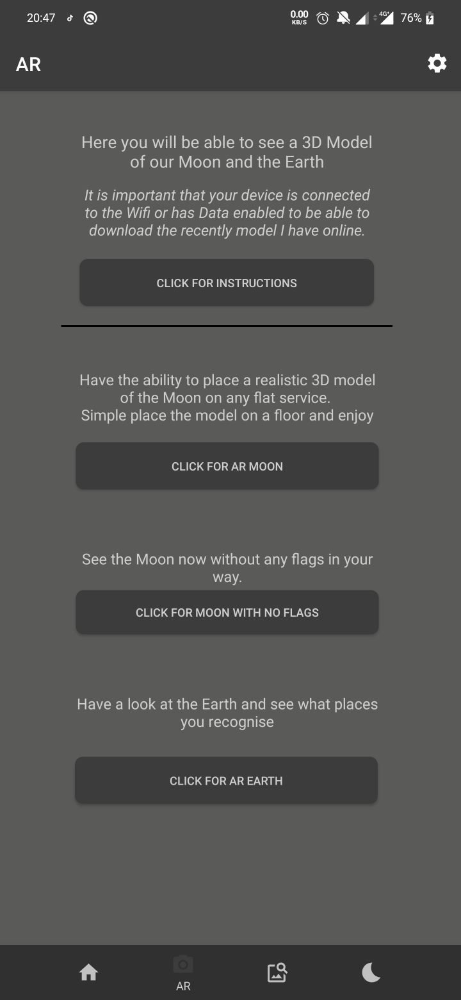 20:47
0.00
KB/S
4G+
76%
AR
Here you will be able to see a 3D Model
of our Moon and the Earth
It is important that your device is connected
to the Wifi or has Data enabled to be able to
download the recently model I have online.
CLICK FOR INSTRUCTIONS
Have the ability to place a realistic 3D model
of the Moon on any flat service.
Simple place the model on a floor and enjoy
CLICK FOR AR MOON
See the Moon now without any flags in your
way.
CLICK FOR MOON WITH NO FLAGS
Have a look at the Earth and see what places
you recognise
CLICK FOR AR EARTH
AR